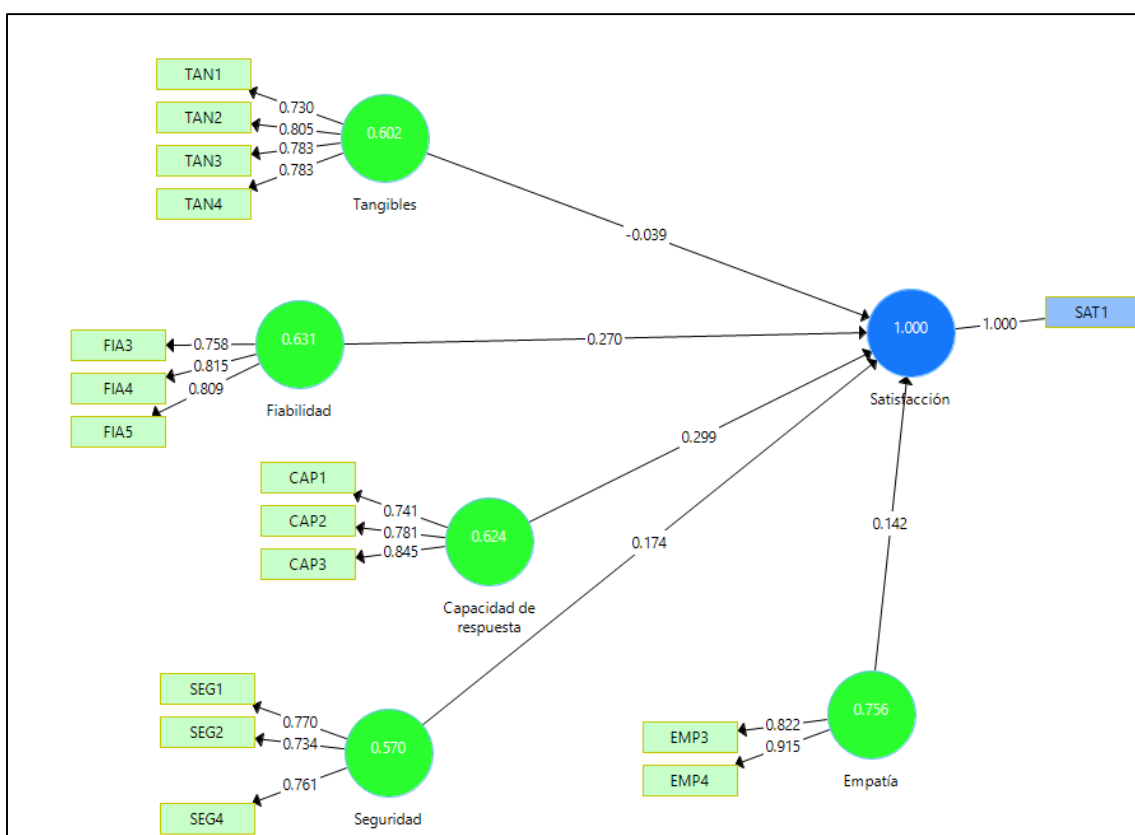 TAN1
TAN2
TAN3
TAN4
0.730
0.805
0.783
0.783
0.602
Tangibles
-0.039
FIA3
FIA4
FIA5
0.758
0.815
0.809
0.631
Fiabilidad
0.270
1.000
Satisfacción
1.000
SAT1
CAP1
CAP2
CAP3
0.741
0.781
0.845
0.624
Capacidad de
respuesta
0.299
0.174
0.142
SEG1
SEG2
SEG4
0.770
0.734
0.761
0.570
Seguridad
EMP3
EMP4
0.822
0.915
0.756
Empatía